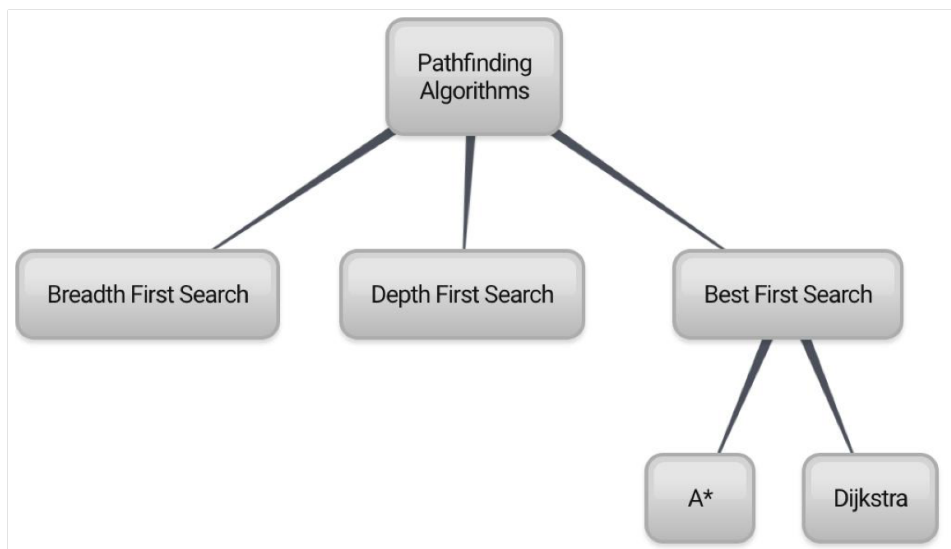 Pathfinding
Algorithms
Breadth First Search
Depth First Search
Best First Search
A*
Dijkstra